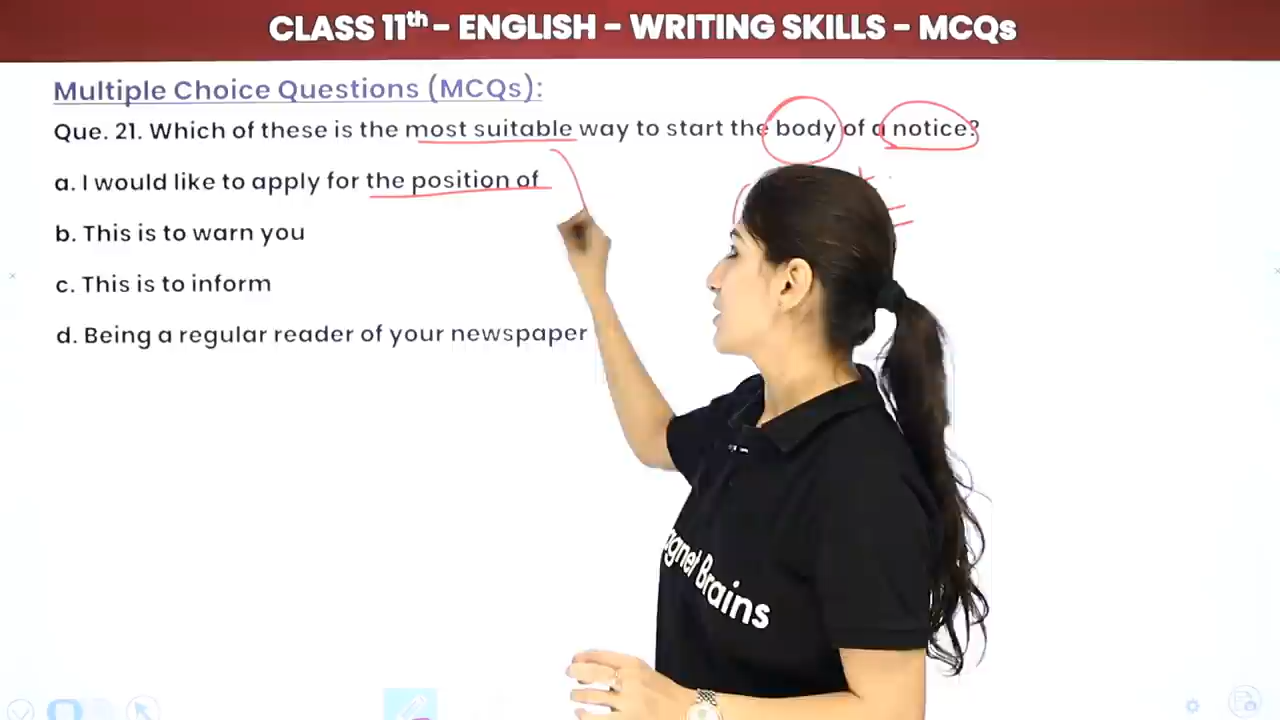 CLASS 11th - ENGLISH - WRITING SKILLS - MCQs
Multiple Choice Questions (MCQs):
Que. 21. Which of these is the most suitable way to start the body of a notice?
a. I would like to apply for the position of
b. This is to warn you
c. This is to inform
d. Being a regular reader of your newspaper
Brains